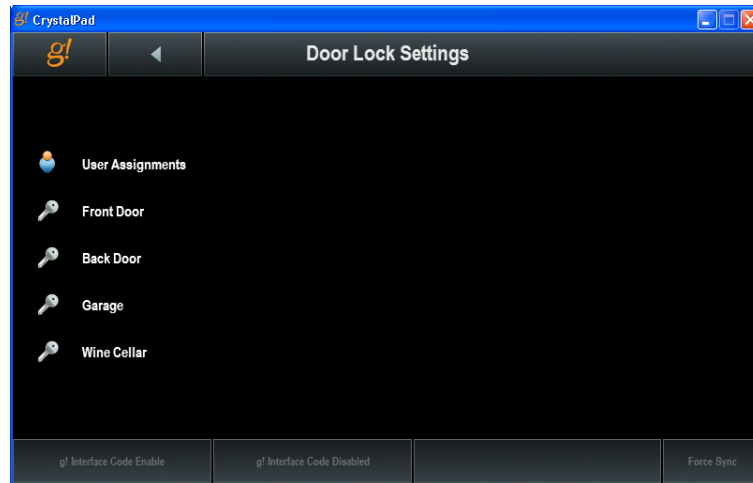 g! CrystalPad
g!
Door Lock Settings
User Assignments
Front Door
Back Door
Garage
Wine Cellar
g! Interface Code Enable
g! Interface Code Disabled
Force Sync